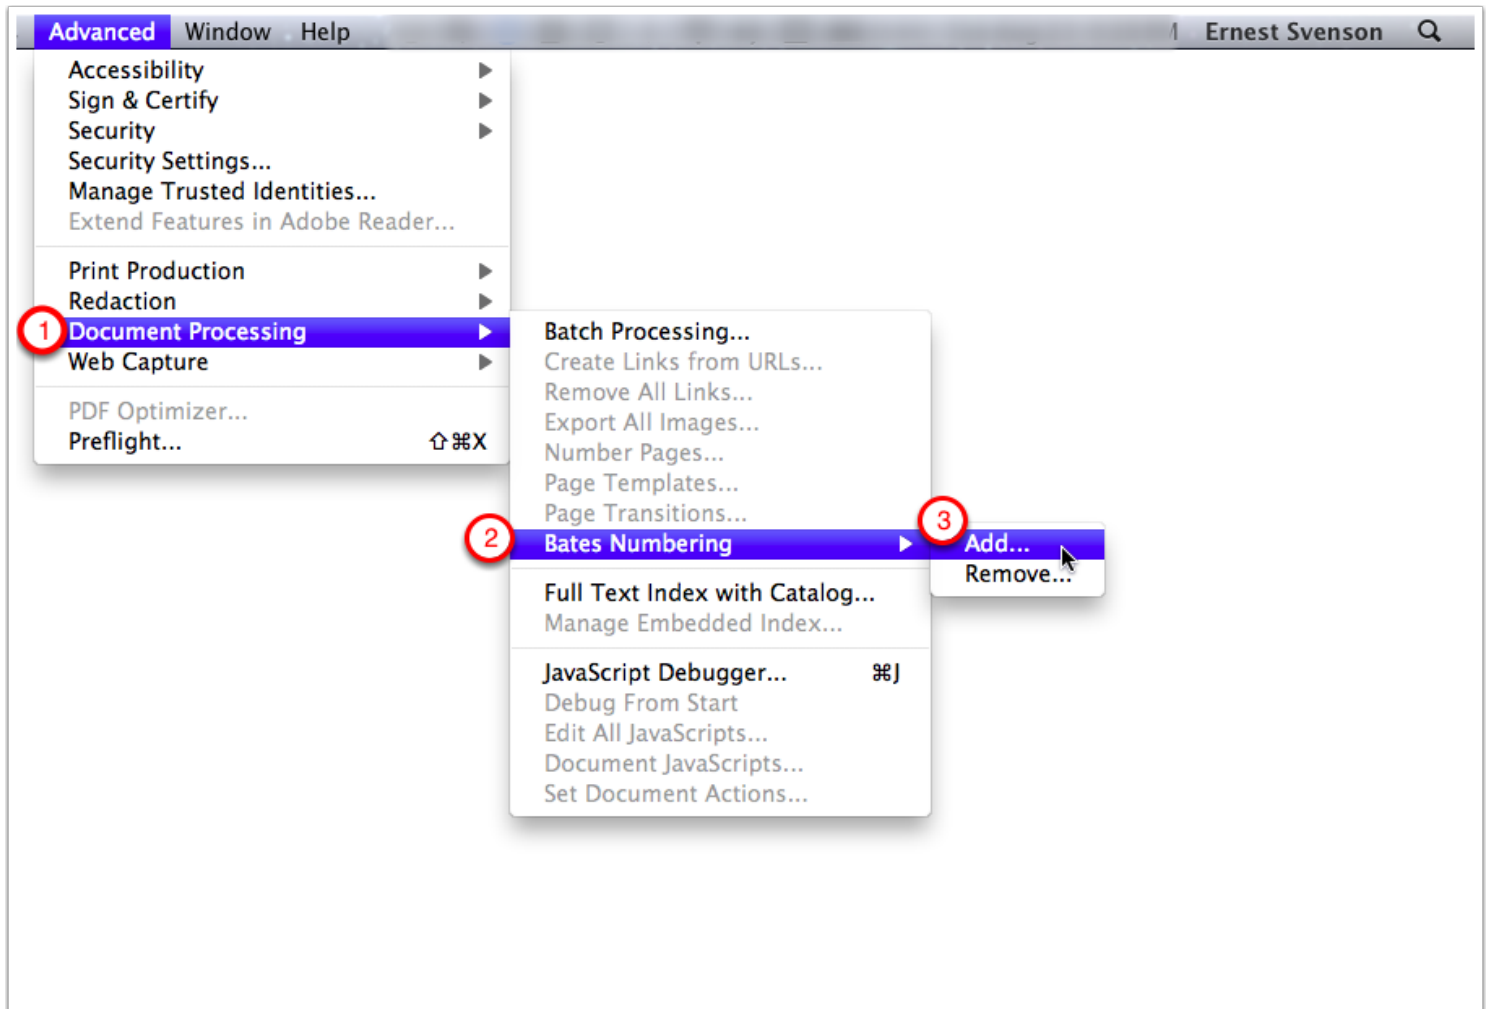 Advanced Window Help Ernest Svenson
Accessibility
Sign & Certify
Security
Security Settings...
Manage Trusted Identities...
Extend Features in Adobe Reader...
Print Production
Redaction
1 Document Processing
Web Capture
PDF Optimizer...
Preflight... ⇧⌘X
Batch Processing...
Create Links from URLs...
Remove All Links...
Export All Images...
Number Pages...
Page Templates...
Page Transitions...
2 Bates Numbering
Full Text Index with Catalog...
Manage Embedded Index...
JavaScript Debugger... ⌘J
Debug From Start
Edit All JavaScripts...
Document JavaScripts...
Set Document Actions...
3 Add...
Remove...